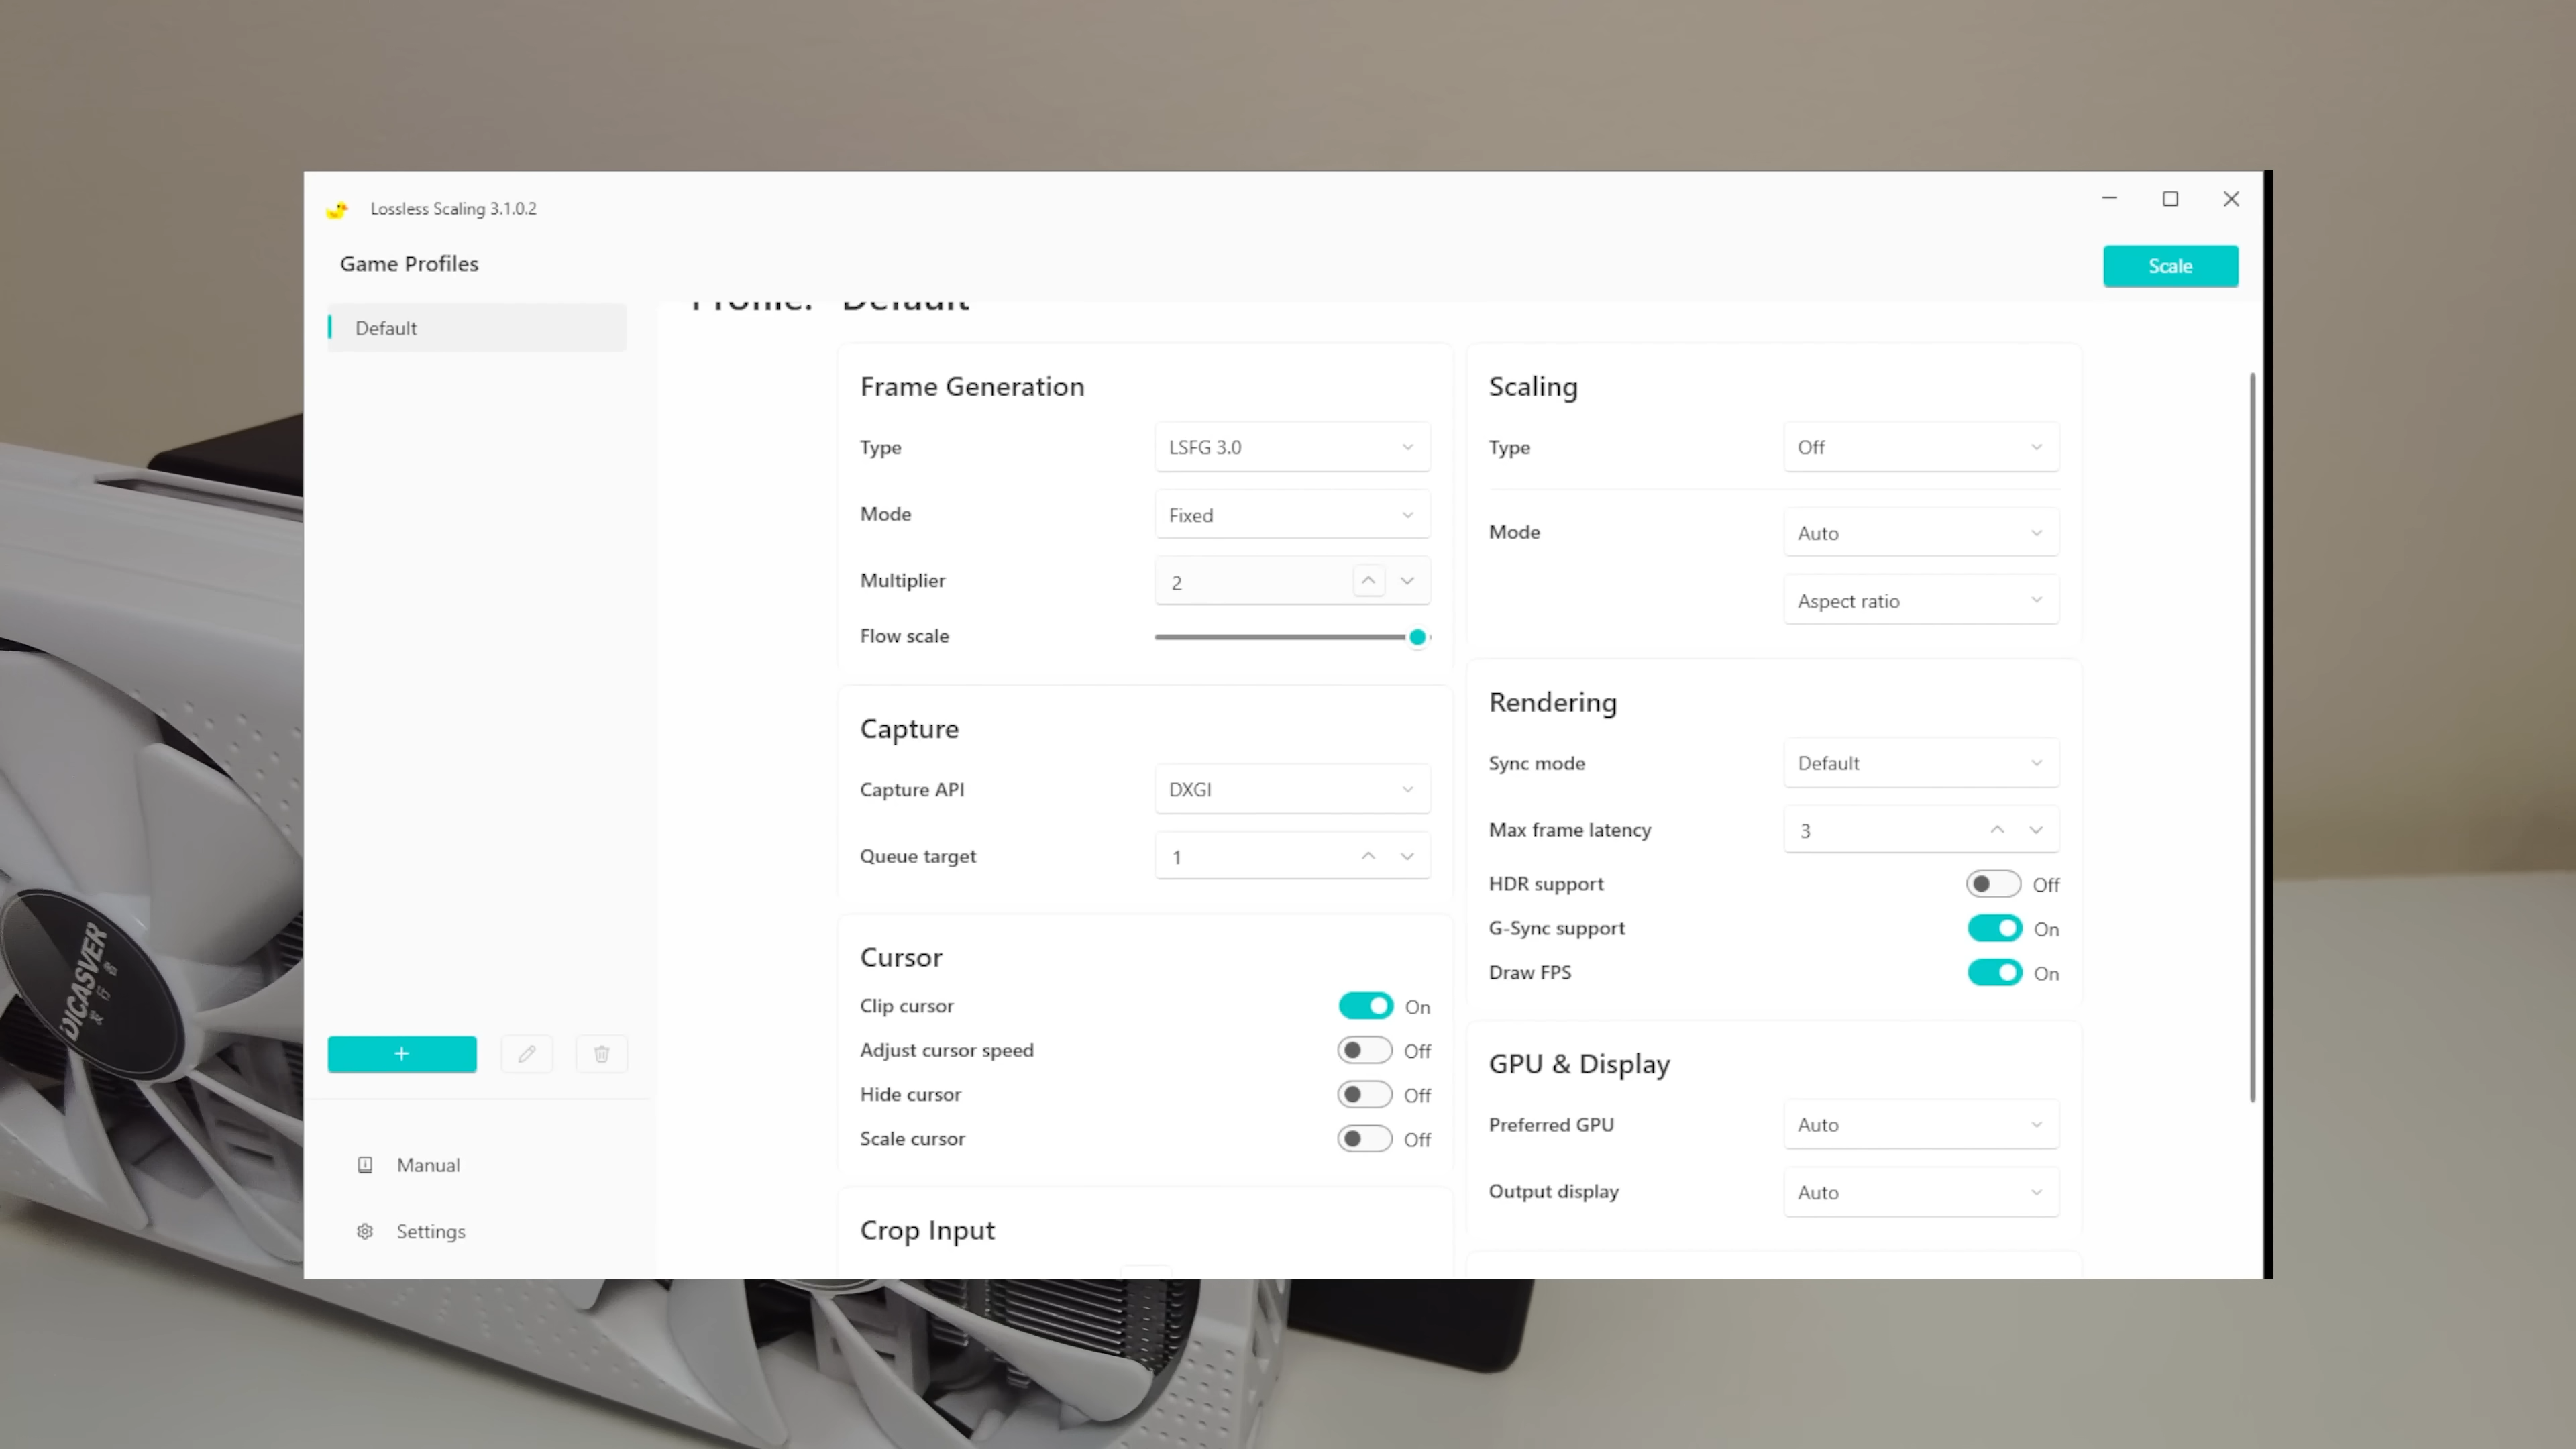 Lossless Scaling 3.1.0.2
Game Profiles
Scale
Default
Profile: Default
Frame Generation
Type
LSFG 3.0
Mode
Fixed
Multiplier
2
Flow scale
Capture
Capture API
DXGI
Queue target
1
Cursor
Clip cursor
On
Adjust cursor speed
Off
Hide cursor
Off
Scale cursor
Off
Crop Input
Scaling
Type
Off
Mode
Auto
Aspect ratio
Rendering
Sync mode
Default
Max frame latency
3
HDR support
Off
G-Sync support
On
Draw FPS
On
GPU & Display
Preferred GPU
Auto
Output display
Auto
+
Manual
Settings
DICASVER